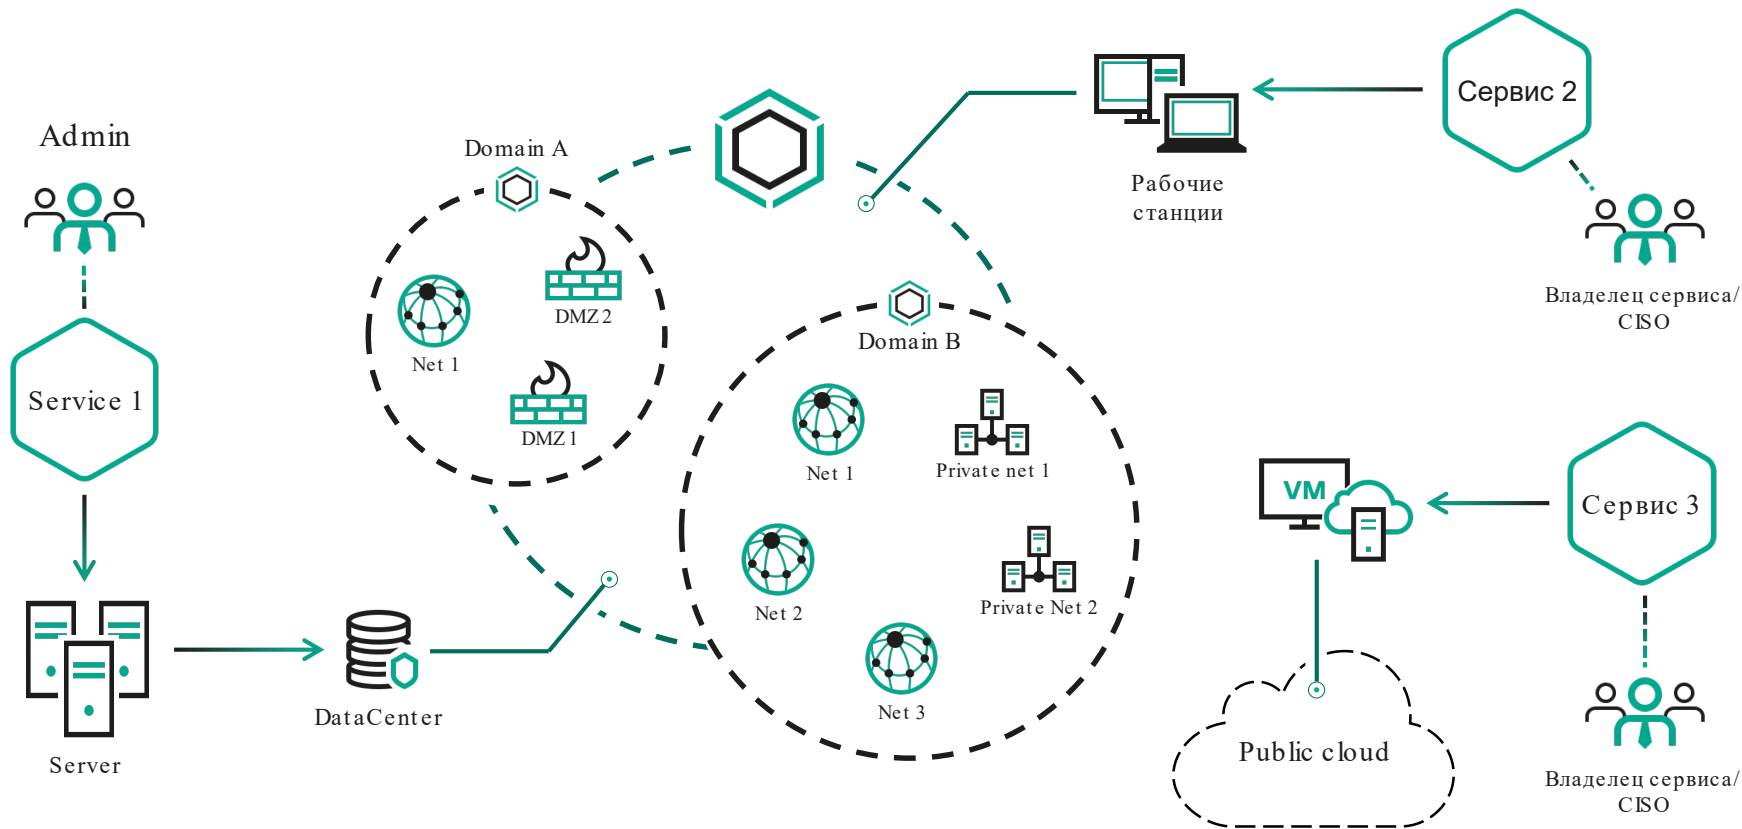 Admin
Service 1
Server
DataCenter
Domain A
Net 1
DMZ 2
DMZ 1
Domain B
Net 1
Private net 1
Net 2
Private Net 2
Net 3
Рабочие
станции
Сервис 2
Владелец сервиса/
CISO
VM
Сервис 3
Public cloud
Владелец сервиса/
CISO